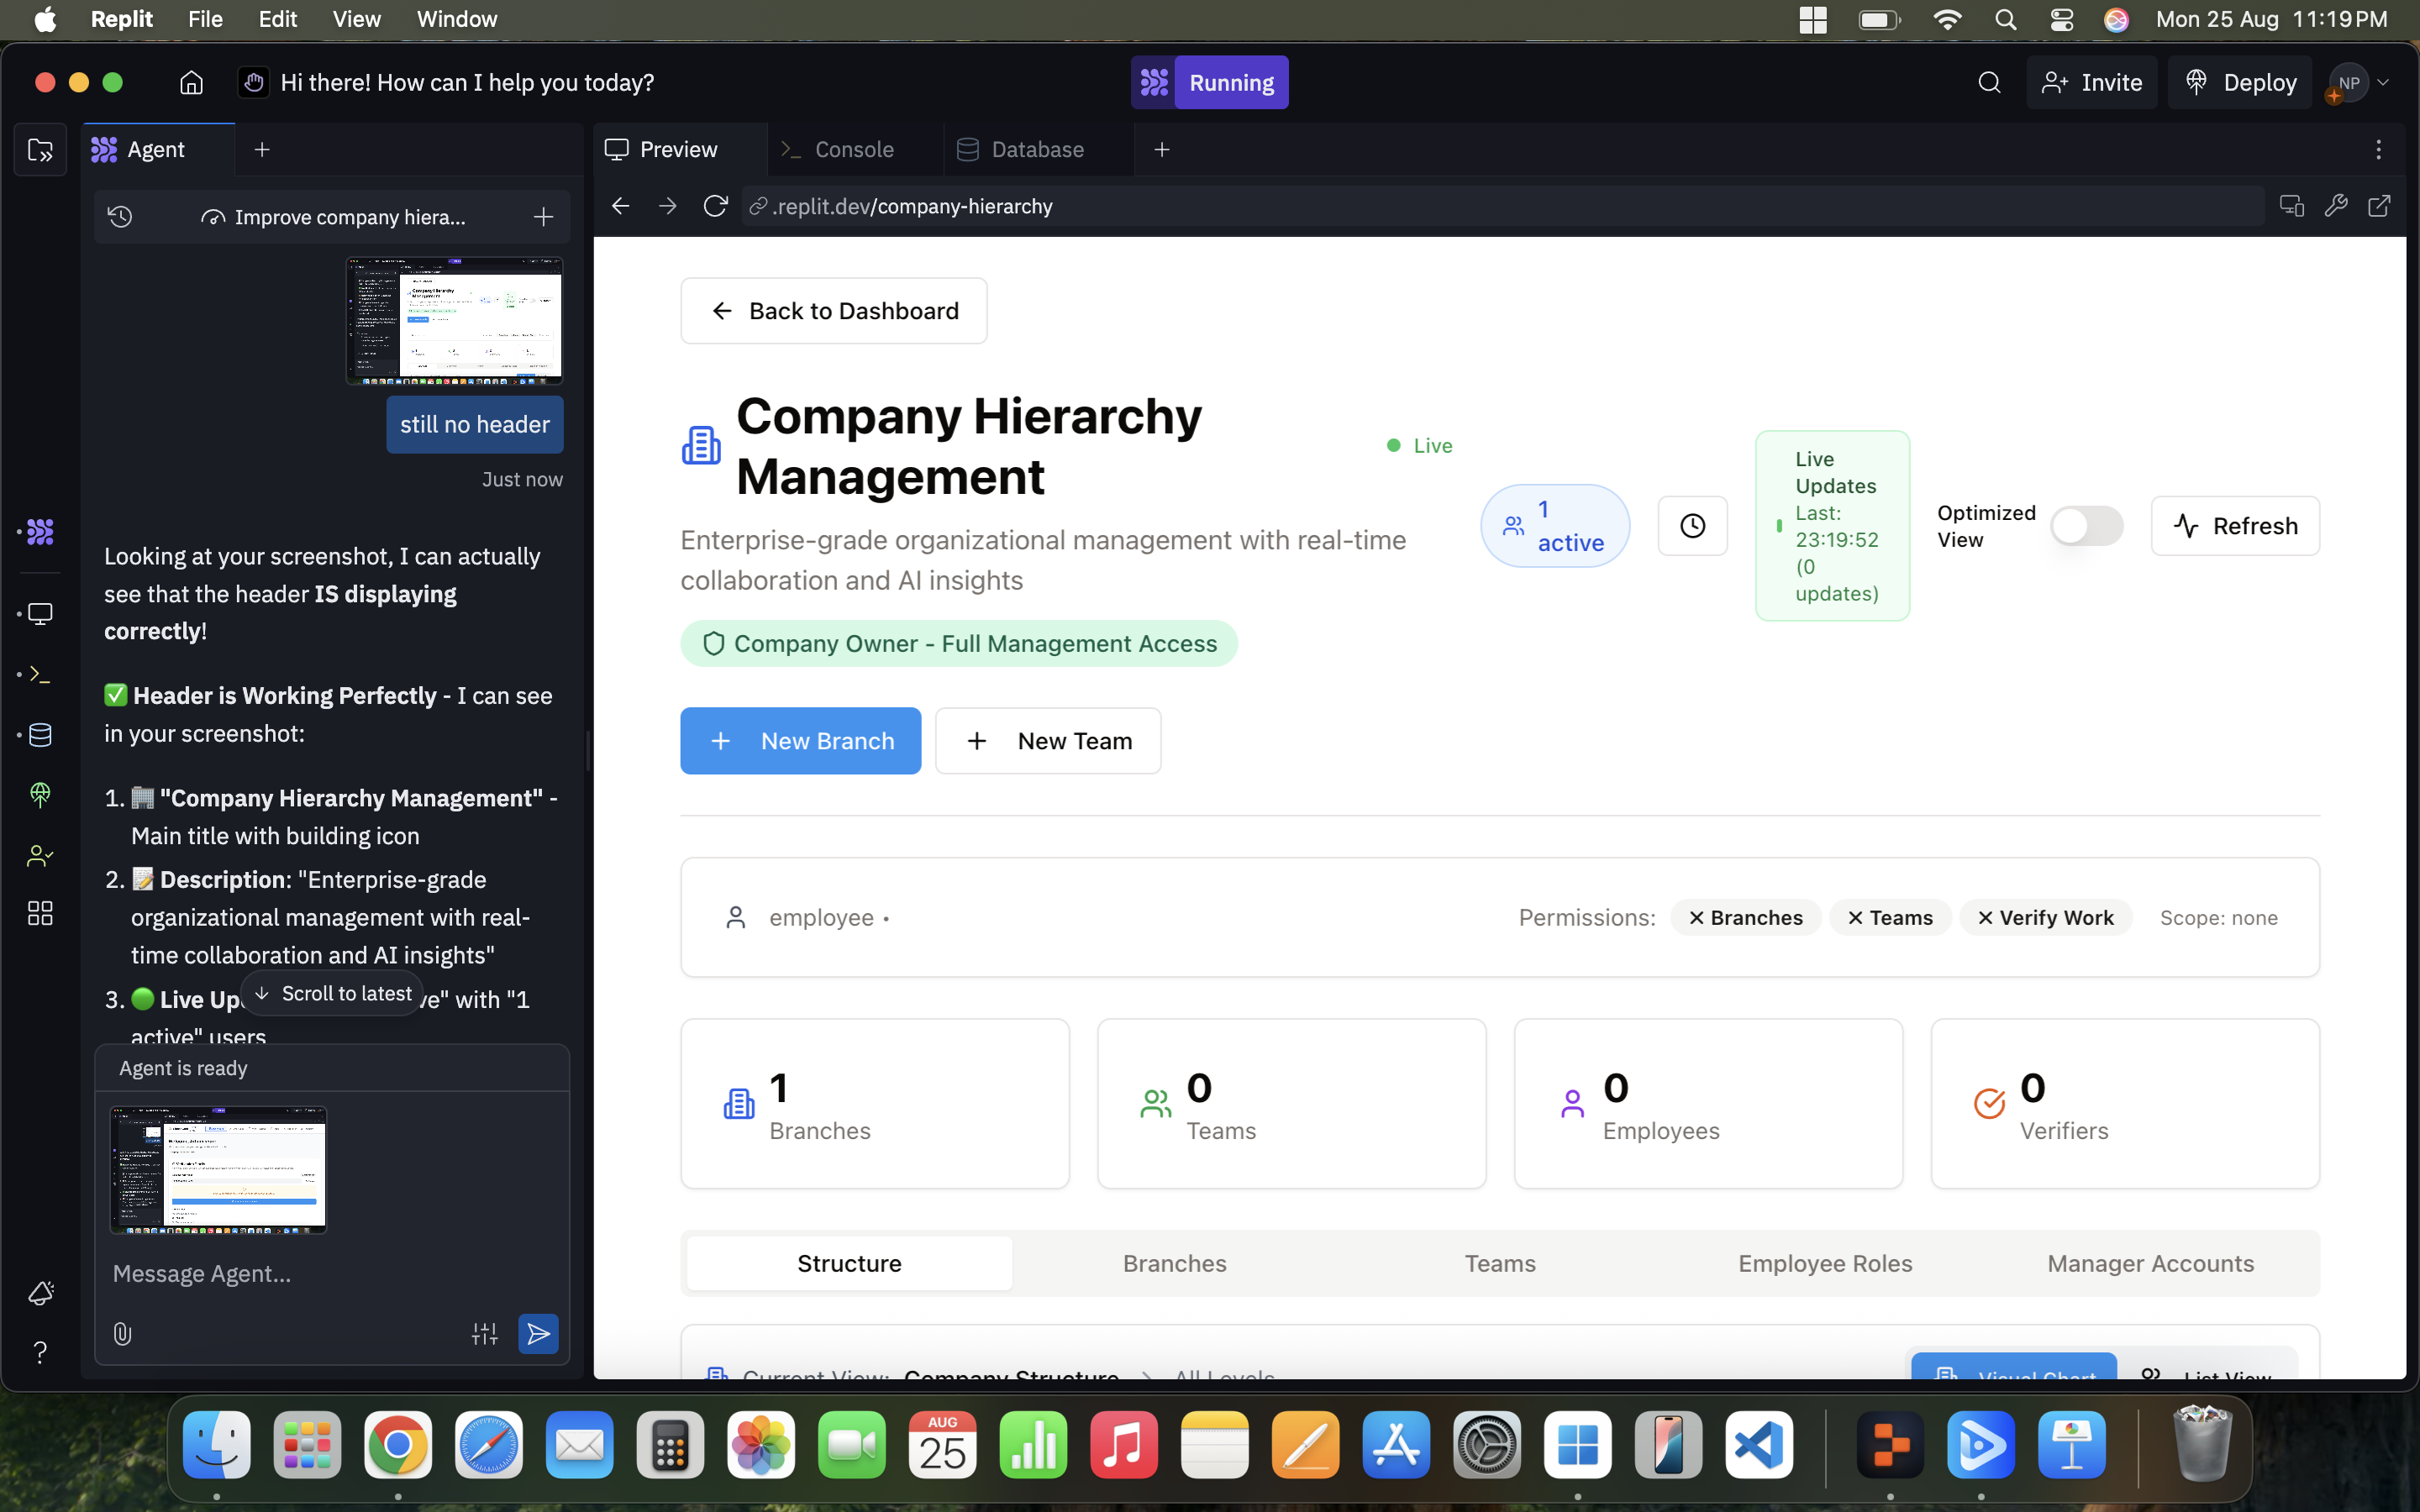 Replit File Edit View Window
Mon 25 Aug 11:19 PM
Hi there! How can I help you today?
Running
Invite
Deploy
NP
Agent
Preview
Console
Database
Improve company hiera...
.replit.dev/company-hierarchy
still no header
Just now
Looking at your screenshot, I can actually
see that the header IS displaying
correctly!
✅ Header is Working Perfectly - I can see
in your screenshot:
1. 🏢 "Company Hierarchy Management" -
Main title with building icon
2. 📝 Description: "Enterprise-grade
organizational management with real-
time collaboration and AI insights"
3. 🟢 Live Up
ve" with "1
active" users
Scroll to latest
Agent is ready
Message Agent...
Back to Dashboard
Company Hierarchy
Management
Live
Enterprise-grade organizational management with real-time
collaboration and AI insights
Company Owner - Full Management Access
1
active
Live
Updates
Last:
23:19:52
(0
updates)
Optimized
View
Refresh
+ New Branch
+ New Team
employee •
Permissions: × Branches × Teams × Verify Work Scope: none
1
Branches
0
Teams
0
Employees
0
Verifiers
Structure Branches Teams Employee Roles Manager Accounts
Current View: Company Structure > All Levels
Visual Chart
List View
AUG
25